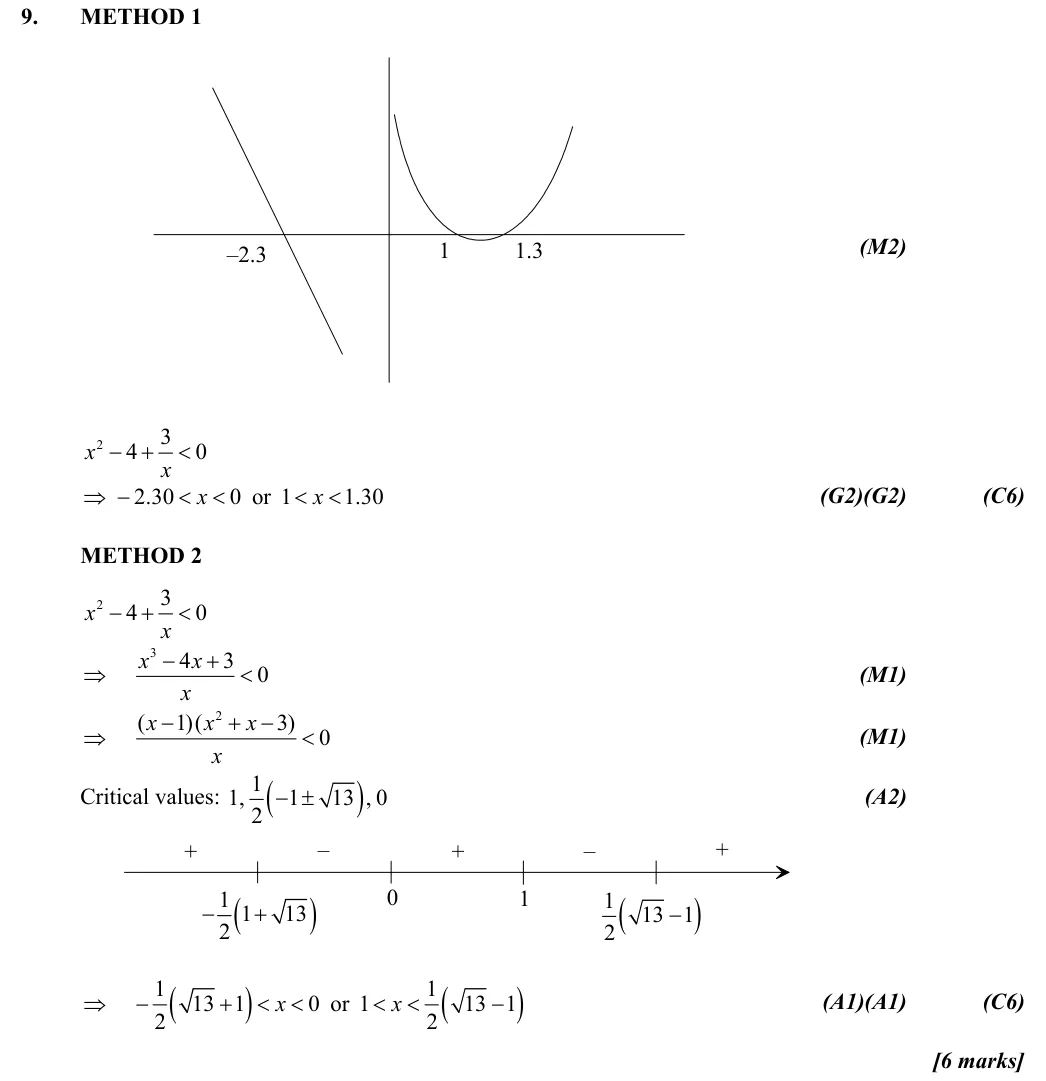 9. METHOD 1
–2.3 1 1.3 (M2)
x² − 4 + 3/x < 0
⇒ −2.30 < x < 0 or 1 < x < 1.30 (G2)(G2) (C6)
METHOD 2
x² − 4 + 3/x < 0
⇒ (x³ − 4x + 3)/x < 0 (M1)
⇒ ((x − 1)(x² + x − 3))/x < 0 (M1)
Critical values: 1, 1/2(−1 ± √13), 0 (A2)
+ – + – +
−1/2(1 + √13) 0 1 1/2(√13 − 1)
⇒ −1/2(√13 + 1) < x < 0 or 1 < x < 1/2(√13 − 1) (A1)(A1) (C6)
[6 marks]